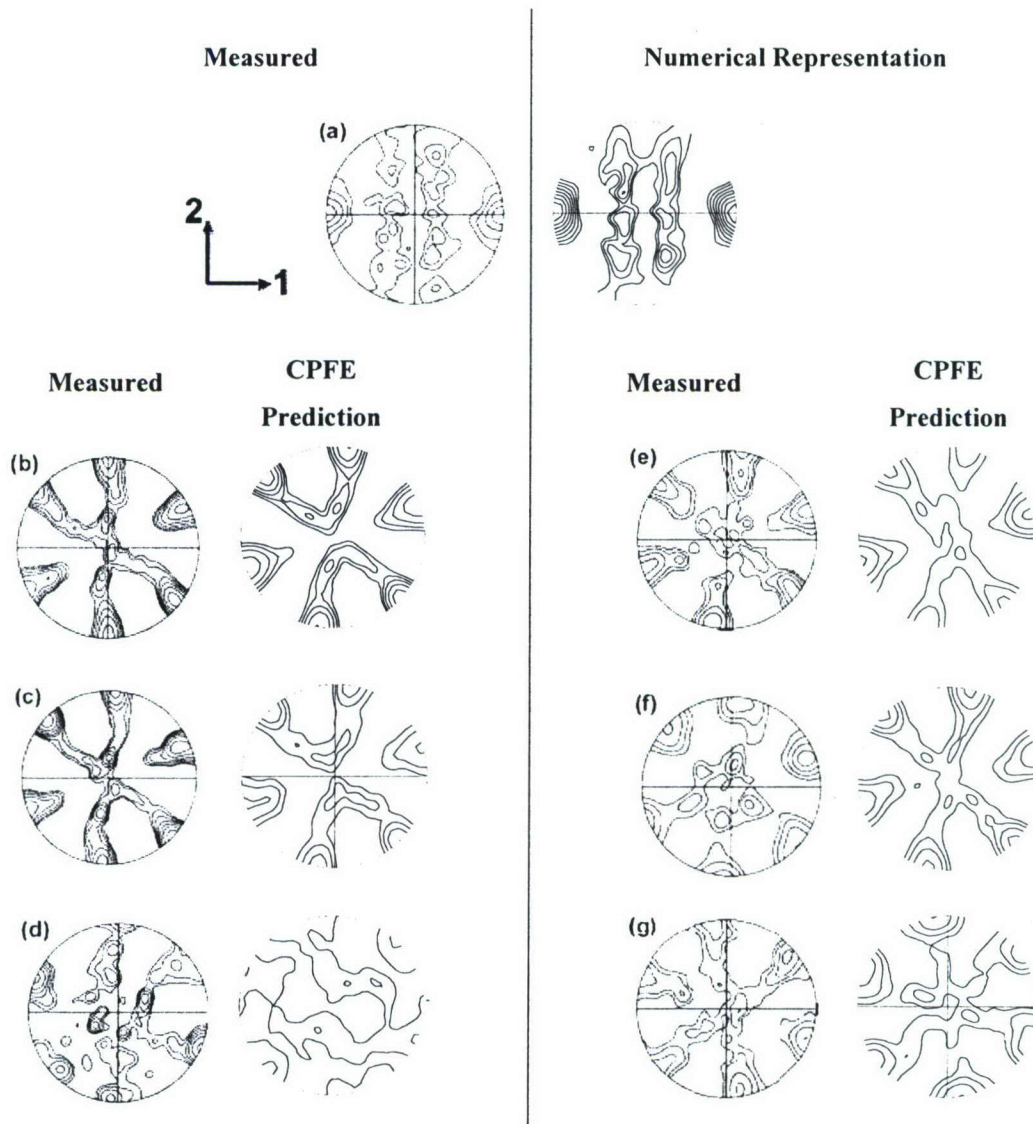 Measured
Numerical Representation
(a)
2
1
Measured
CPFE
Prediction
Measured
CPFE
Prediction
(b)
(e)
(c)
(f)
(d)
(g)